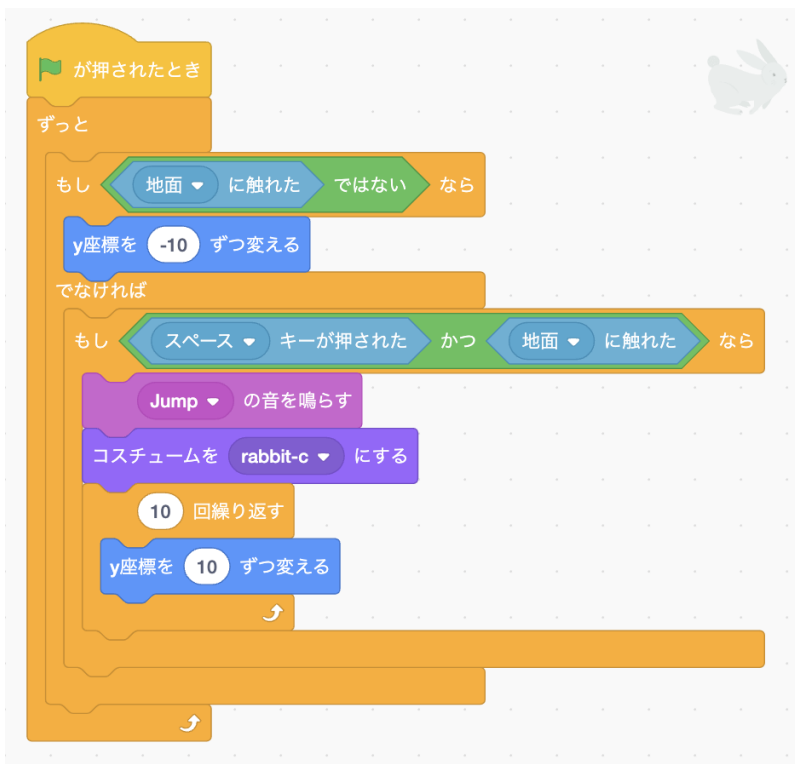 が押されたとき
ずっと
もし 地面 に触れた ではない なら
y座標を -10 ずつ変える
でなければ
もし スペース キーが押された かつ 地面 に触れた なら
Jump の音を鳴らす
コスチュームを rabbit-c にする
10 回繰り返す
y座標を 10 ずつ変える